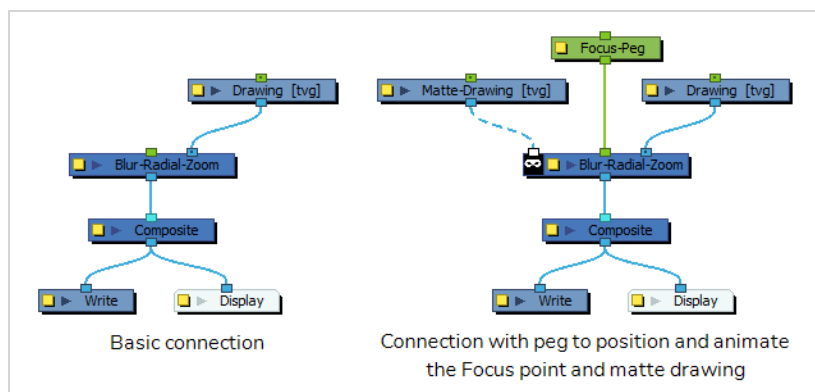 Focus-Peg
Drawing [tvg]
Matte-Drawing [tvg]
Drawing [tvg]
Blur-Radial-Zoom
Blur-Radial-Zoom
Composite
Composite
Write
Display
Write
Display
Basic connection
Connection with peg to position and animate
the Focus point and matte drawing